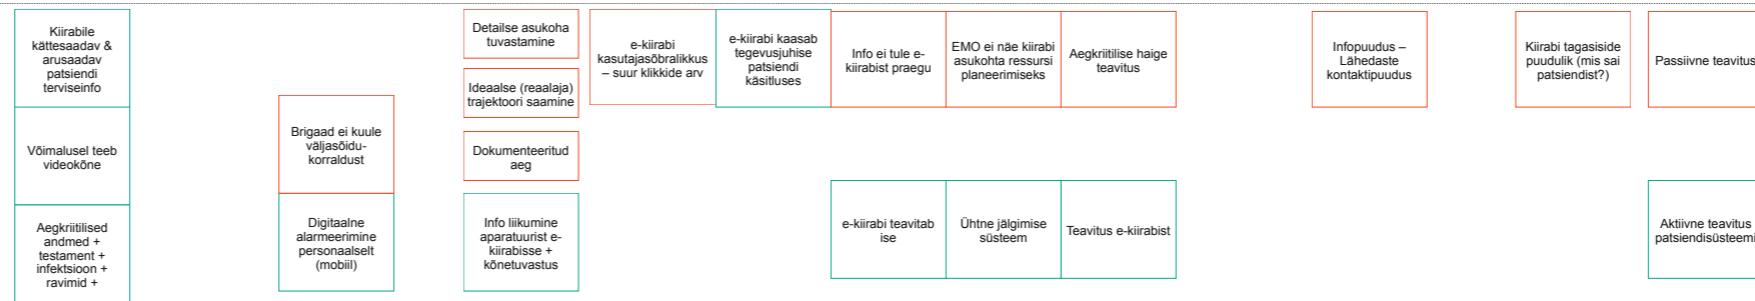 Kiirabile
kättesaadav &
arusaadav
patsiendi
terviseinfo
Võimalusel teeb
videokõne
Aegkriitilised
andmed +
testament +
infektsioon +
ravimid +
Brigaad ei kuule
väljasõidu-
korraldust
Digitaalne
alarmeerimine
personaalselt
(mobiil)
Detailse asukoha
tuvastamine
Ideaalse (reaalaja)
trajektoori saamine
Dokumenteeritud
aeg
Info liikumine
aparatuurist e-
kiirabisse +
kõnetuvastus
e-kiirabi
kasutajasõbralikkus
– suur klikkide arv
e-kiirabi kaasab
tegevusjuhise
patsiendi
käsitluses
Info ei tule e-
kiirabist praegu
EMO ei näe kiirabi
asukohta ressursi
planeerimiseks
Aegkriitilise haige
teavitus
e-kiirabi teavitab
ise
Ühtne jälgimise
süsteem
Teavitus e-kiirabist
Infopuudus –
Lähedaste
kontaktipuudus
Kiirabi tagasiside
puudulik (mis sai
patsiendist?)
Passiivne teavitus
Aktiivne teavitus
patsiendisüsteemi